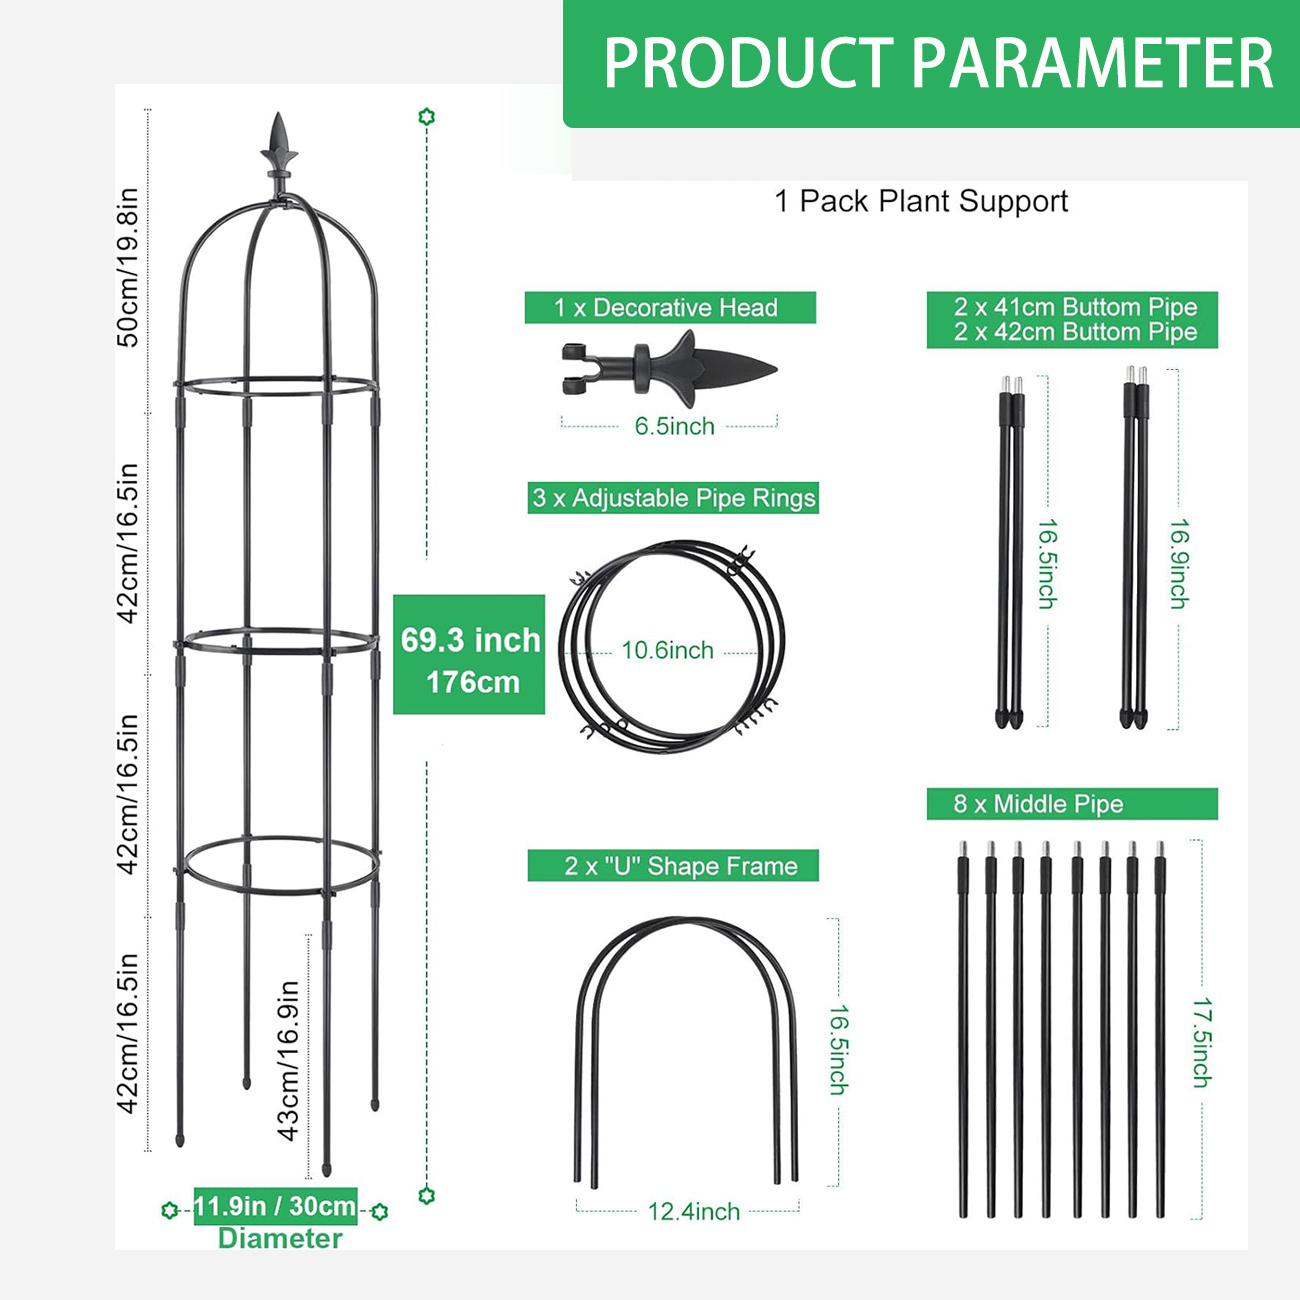 PRODUCT PARAMETER
1 Pack Plant Support
50cm/19.8in
42cm/16.5in
42cm/16.5in
42cm/16.5in
43cm/16.9in
69.3 inch
176cm
11.9in / 30cm
Diameter
1 x Decorative Head
6.5inch
3 x Adjustable Pipe Rings
10.6inch
2 x "U" Shape Frame
16.5inch
12.4inch
2 x 41cm Buttom Pipe
2 x 42cm Buttom Pipe
16.5inch
16.9inch
8 x Middle Pipe
17.5inch